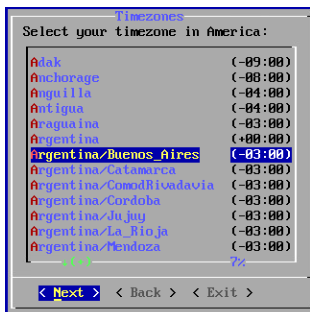 Timezones
Select your timezone in America:
Adak (-09:00)
Anchorage (-08:00)
Anguilla (-04:00)
Antigua (-04:00)
Araguaina (-03:00)
Argentina (+00:00)
Argentina/Buenos_Aires (-03:00)
Argentina/Catamarca (-03:00)
Argentina/ComodRivadavia (-03:00)
Argentina/Cordoba (-03:00)
Argentina/Jujuy (-03:00)
Argentina/La_Rioja (-03:00)
Argentina/Mendoza (-03:00)
↓(+) 7%
< Next > < Back > < Exit >